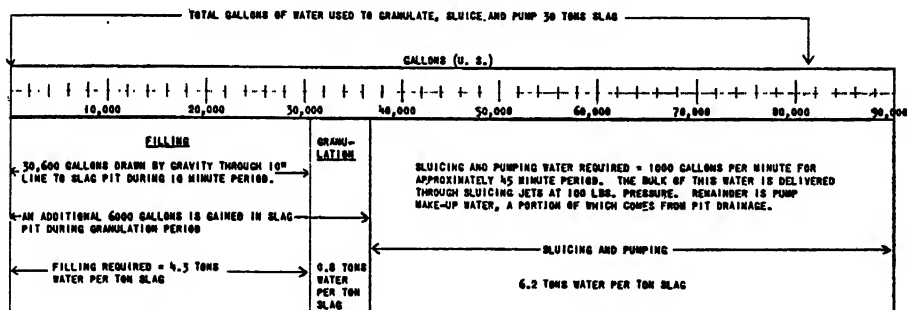 TOTAL GALLONS OF WATER USED TO GRANULATE, SLUICE AND PUMP 30 TONS SLAG
GALLONS (U. S.)
10,000 20,000 30,000 40,000 50,000 60,000 70,000 80,000 90,000
FILLING
30,600 GALLONS DRAWN BY GRAVITY THROUGH 10"
LINE TO SLAG PIT DURING 10 MINUTE PERIOD.
AN ADDITIONAL 6000 GALLONS IS GAINED IN SLAG
PIT DURING GRANULATION PERIOD
FILLING REQUIRED = 4.3 TONS
WATER PER TON SLAG
GRANU-
LATION
0.8 TONS
WATER
PER TON
SLAG
SLUICING AND PUMPING WATER REQUIRED = 1000 GALLONS PER MINUTE FOR
APPROXIMATELY 45 MINUTE PERIOD. THE BULK OF THIS WATER IS DELIVERED
THROUGH SLUICING JETS AT 100 LBS. PRESSURE. REMAINDER IS PUMP
MAKE-UP WATER, A PORTION OF WHICH COMES FROM PIT DRAINAGE.
SLUICING AND PUMPING
6.2 TONS WATER PER TON SLAG